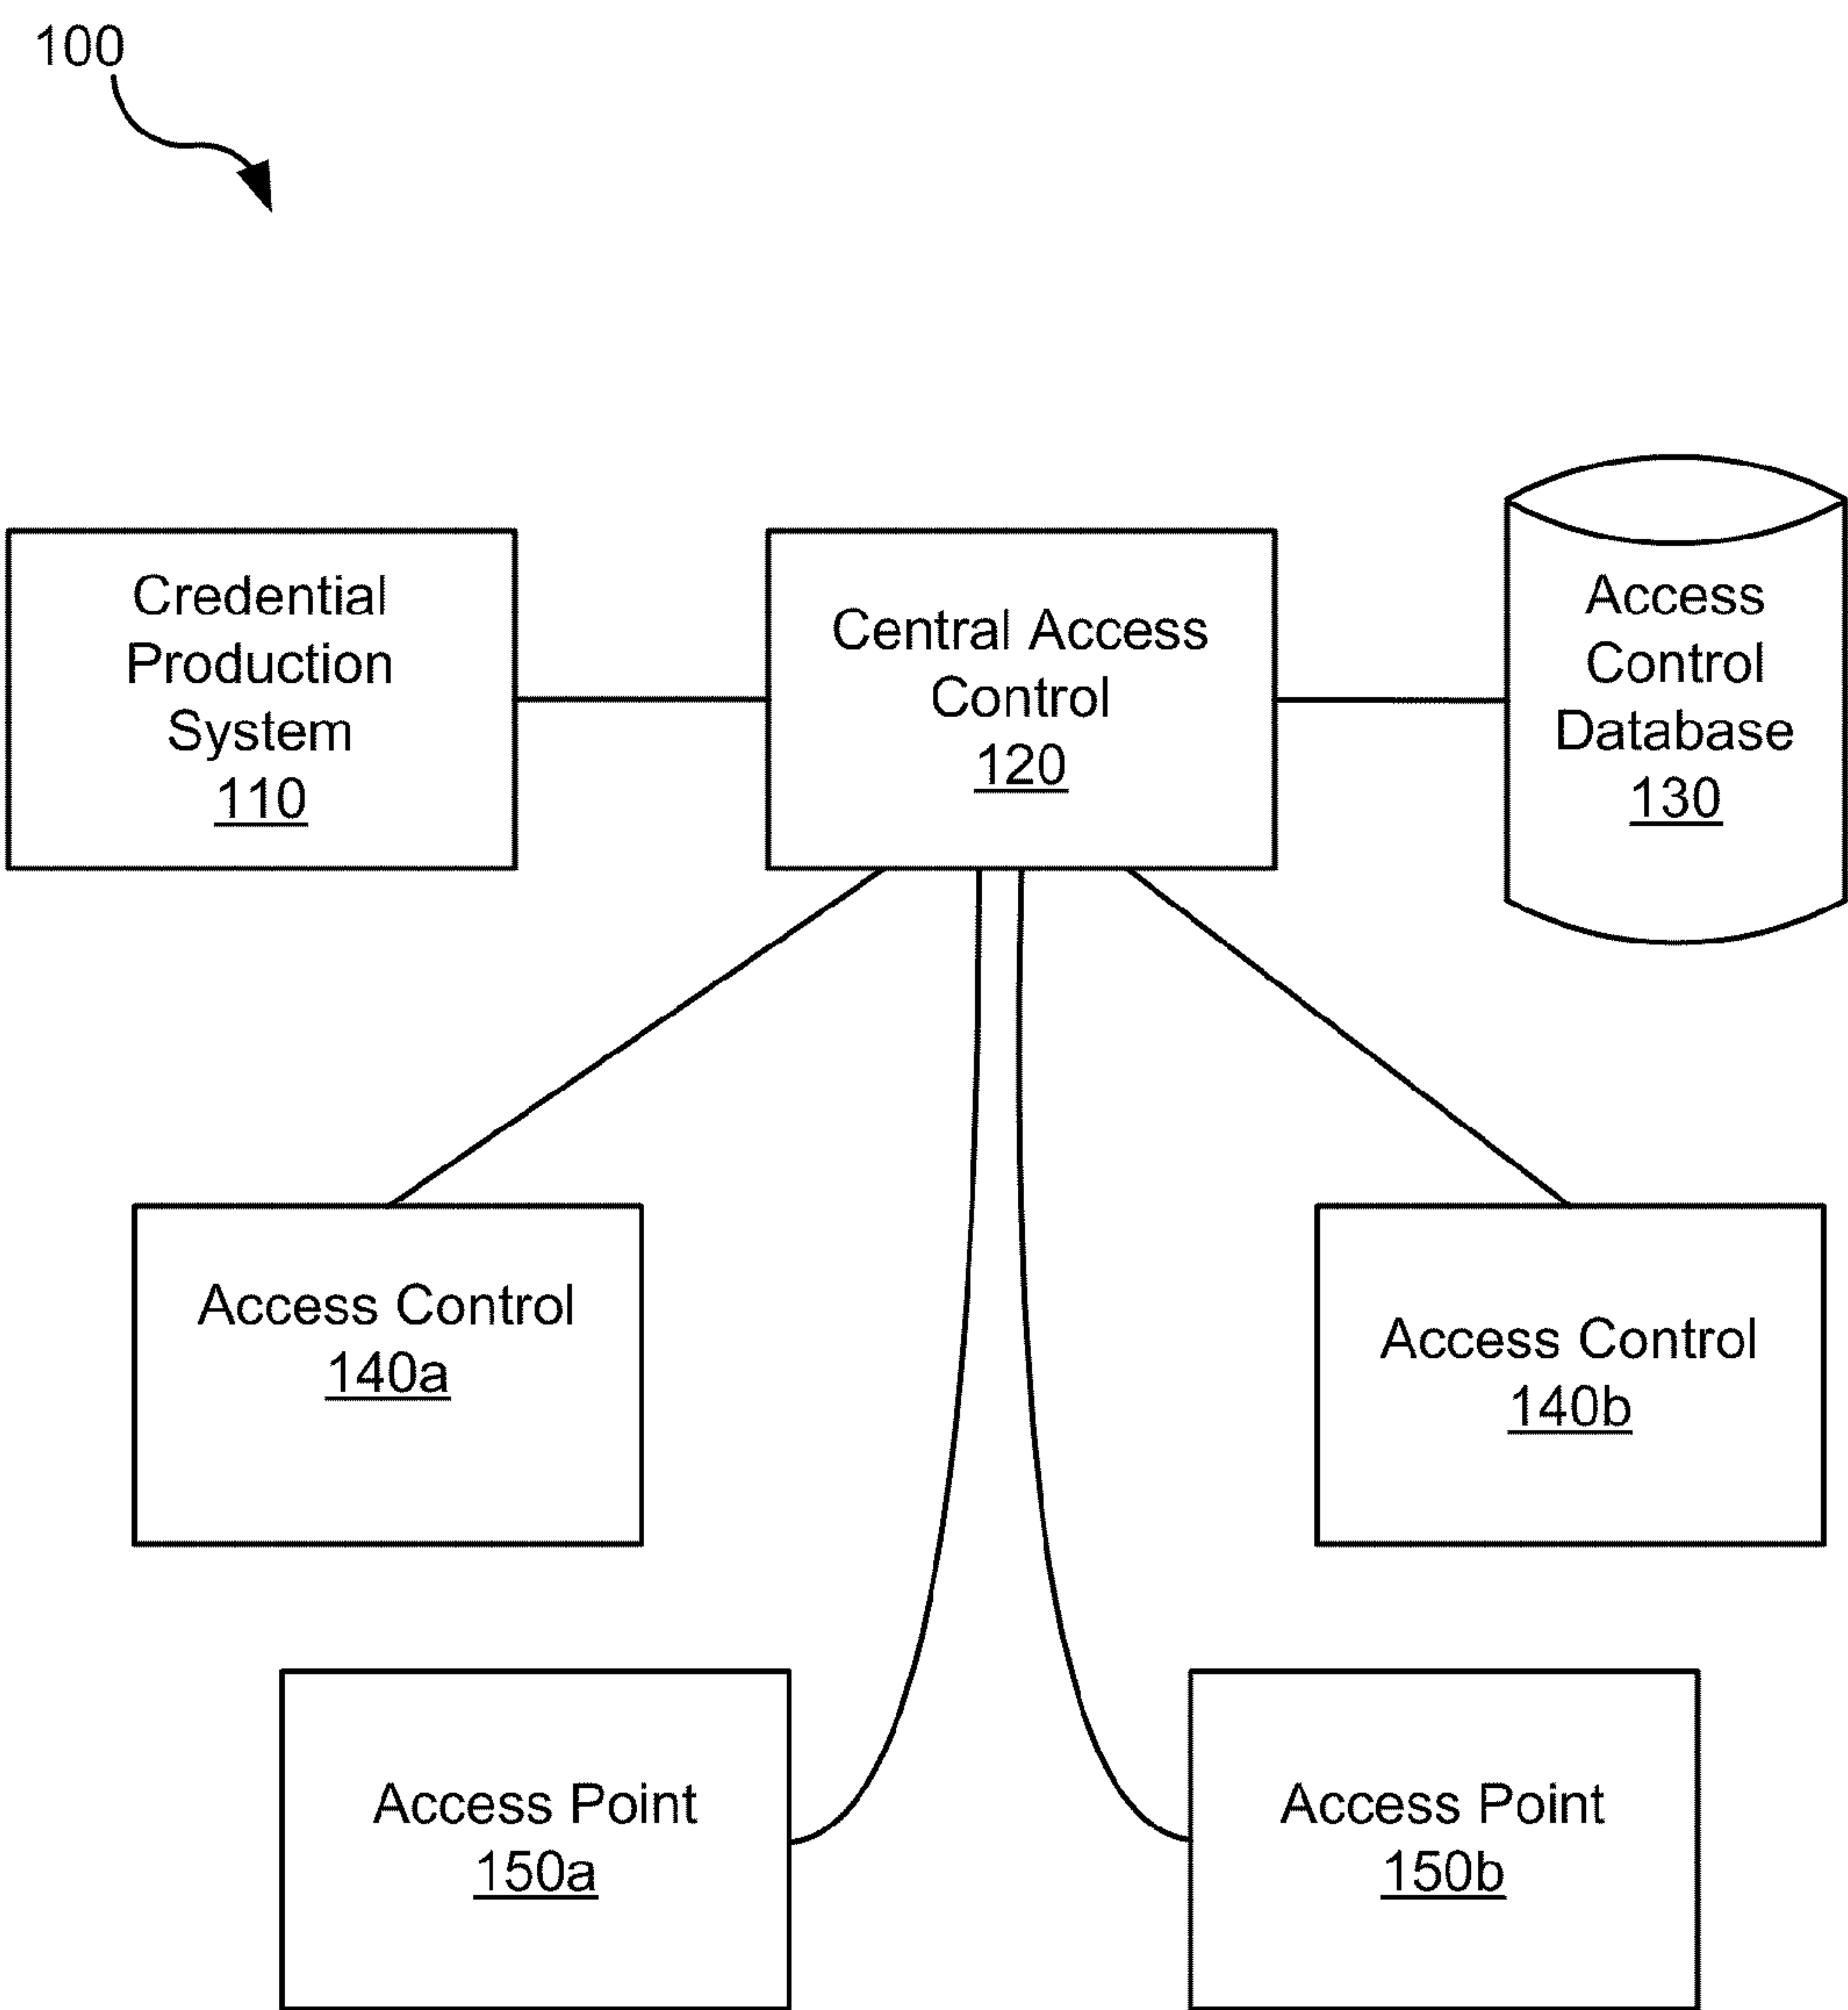 100
Credential
Production
System
110
Central Access
Control
120
Access
Control
Database
130
Access Control
140a
Access Control
140b
Access Point
150a
Access Point
150b